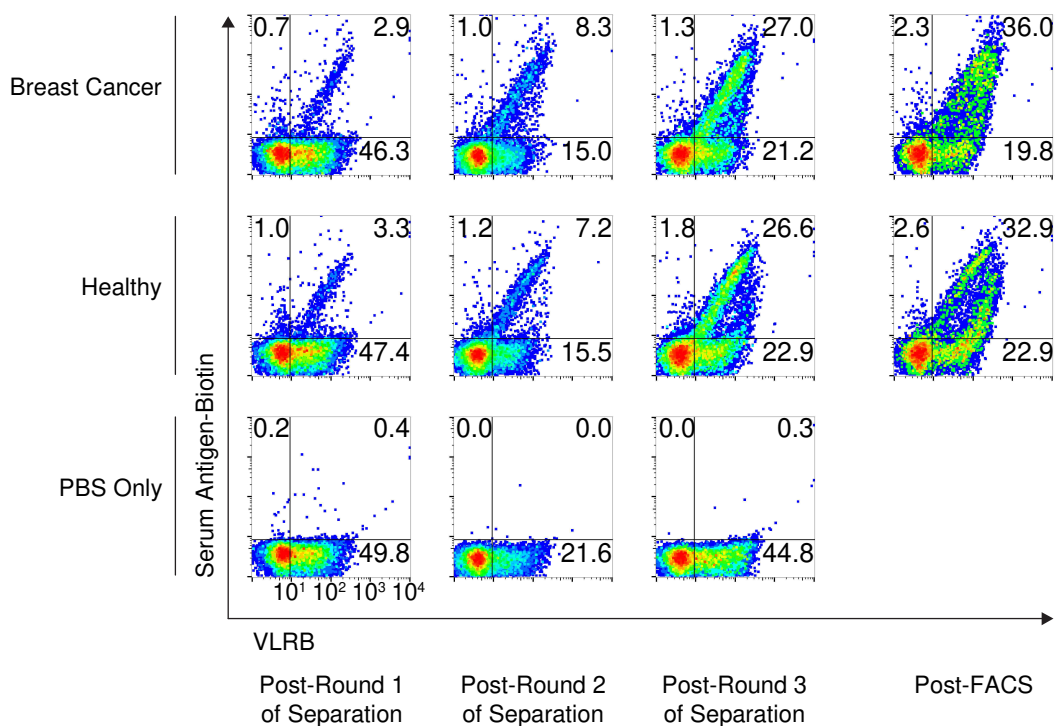 0.7 2.9 1.0 8.3 1.3 27.0 2.3 36.0
Breast Cancer
46.3 15.0 21.2 19.8
1.0 3.3 1.2 7.2 1.8 26.6 2.6 32.9
Healthy
47.4 15.5 22.9 22.9
0.2 0.4 0.0 0.0 0.0 0.3
PBS Only
49.8 21.6 44.8
Serum Antigen-Biotin
10¹ 10² 10³ 10⁴
VLRB
Post-Round 1 Post-Round 2 Post-Round 3 Post-FACS
of Separation of Separation of Separation